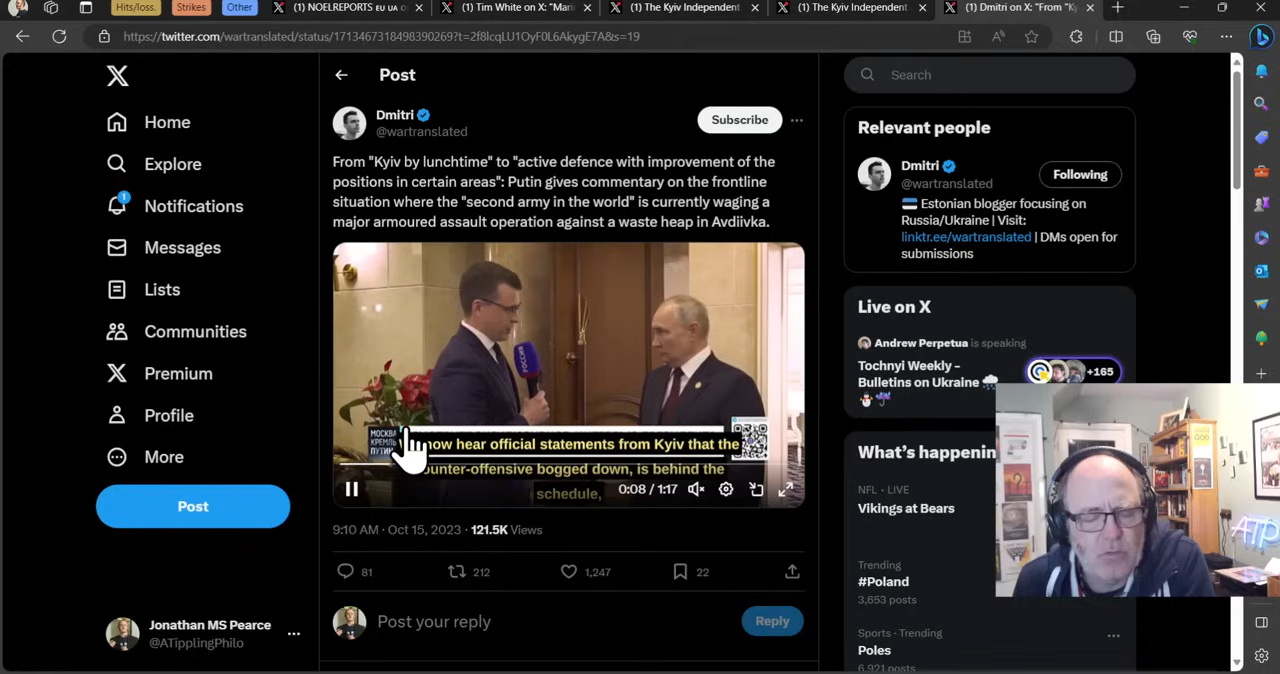 Hits/loss.
Strikes
Other
(1) NOELREPORTS EU UA
(1) Tim White on X: "Mari
(1) The Kyiv Independent
(1) The Kyiv Independent
Dmitri on X: "From "Ky
https://twitter.com/wartranslated/status/1713467318498390269?t=2f8lcqLU1OyF0L6AkygE7A&s=19
Home
Explore
1
Notifications
Messages
Lists
Communities
Premium
Profile
More
Post
Jonathan MS Pearce
@ATipplingPhilo
Post
Dmitri
@wartranslated
Subscribe
From "Kyiv by lunchtime" to "active defence with improvement of the
positions in certain areas": Putin gives commentary on the frontline
situation where the "second army in the world" is currently waging a
major armoured assault operation against a waste heap in Avdiivka.
РОССИЯ
МОСКВА
КРЕМЛЬ
ПУТИН
now hear official statements from Kyiv that the
counter-offensive bogged down, is behind the
schedule,
0:08 / 1:17
9:10 AM · Oct 15, 2023 · 121.5K Views
81
212
1,247
22
Post your reply
Reply
Search
Relevant people
Dmitri
@wartranslated
Following
Estonian blogger focusing on
Russia/Ukraine | Visit:
linktr.ee/wartranslated | DMs open for
submissions
Live on X
Andrew Perpetua is speaking
Tochnyi Weekly –
Bulletins on Ukraine
+165
What's happenin
NFL · LIVE
Vikings at Bears
Trending
#Poland
3,653 posts
Sports · Trending
Poles
6,921 posts
GOD
ATP